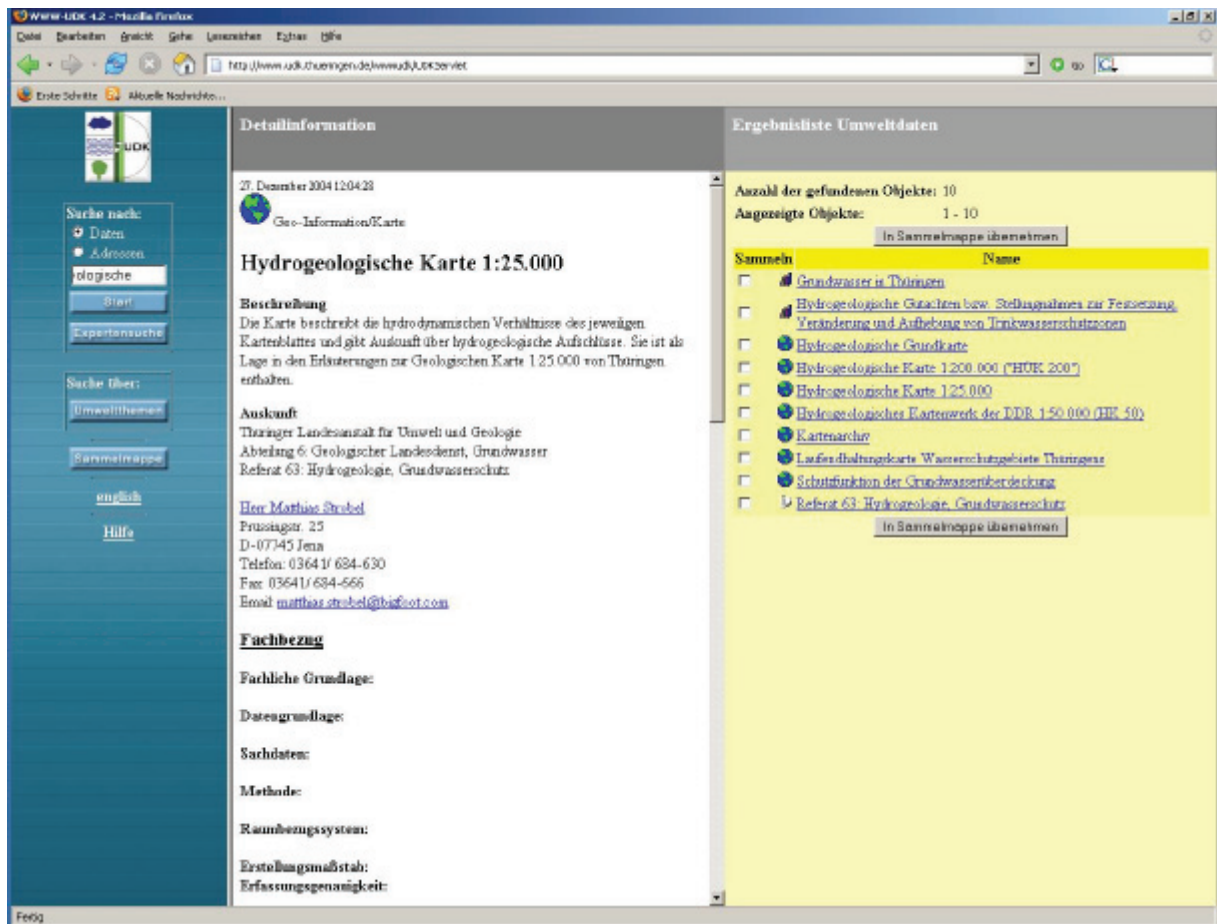 WWW-UDK 4.2 - Mozilla Firefox
Datei Bearbeiten Ansicht Gehe Lesezeichen Extras Hilfe
http://www.udk.thueringen.de/wwwudk/UDKServlet
Go
Erste Schritte Aktuelle Nachrichte...
UDK
Suche nach:
Daten
Adressen
ologische
Start
Expertensuche
Suche über:
Umweltthemen
Sammelmappe
english
Hilfe
Detailinformation
27. Dezember 2004 12:04:28
Geo-Information/Karte
Hydrogeologische Karte 1:25.000
Beschreibung
Die Karte beschreibt die hydrodynamischen Verhältnisse des jeweiligen
Kartenblattes und gibt Auskunft über hydrogeologische Aufschlüsse. Sie ist als
Lage in den Erläuterungen zur Geologischen Karte 1:25.000 von Thüringen
enthalten.
Auskunft
Thüringer Landesanstalt für Umwelt und Geologie
Abteilung 6: Geologischer Landesdienst, Grundwasser
Referat 63: Hydrogeologie, Grundwasserschutz
Herr Matthias Strobel
Prüssingstr. 25
D-07745 Jena
Telefon: 03641/ 684-630
Fax: 03641/ 684-666
Email: matthias.strobel@bigfoot.com
Fachbezug
Fachliche Grundlage:
Datengrundlage:
Sachdaten:
Methode:
Raumbezugssystem:
Erstellungsmaßstab:
Erfassungsgenauigkeit:
Ergebnisliste Umweltdaten
Anzahl der gefundenen Objekte: 10
Angezeigte Objekte: 1 - 10
In Sammelmappe übernehmen
Sammeln Name
Grundwasser in Thüringen
Hydrogeologische Gutachten bzw. Stellungnahmen zur Festsetzung,
Veränderung und Aufhebung von Trinkwasserschutzzonen
Hydrogeologische Grundkarte
Hydrogeologische Karte 1:200.000 ("HÜK 200")
Hydrogeologische Karte 1:25.000
Hydrogeologisches Kartenwerk der DDR 1:50 000 (HK 50)
Kartenarchiv
Laufendhaltungskarte Wasserschutzgebiete Thüringens
Schutzfunktion der Grundwasserüberdeckung
Referat 63: Hydrogeologie, Grundwasserschutz
In Sammelmappe übernehmen
Fertig